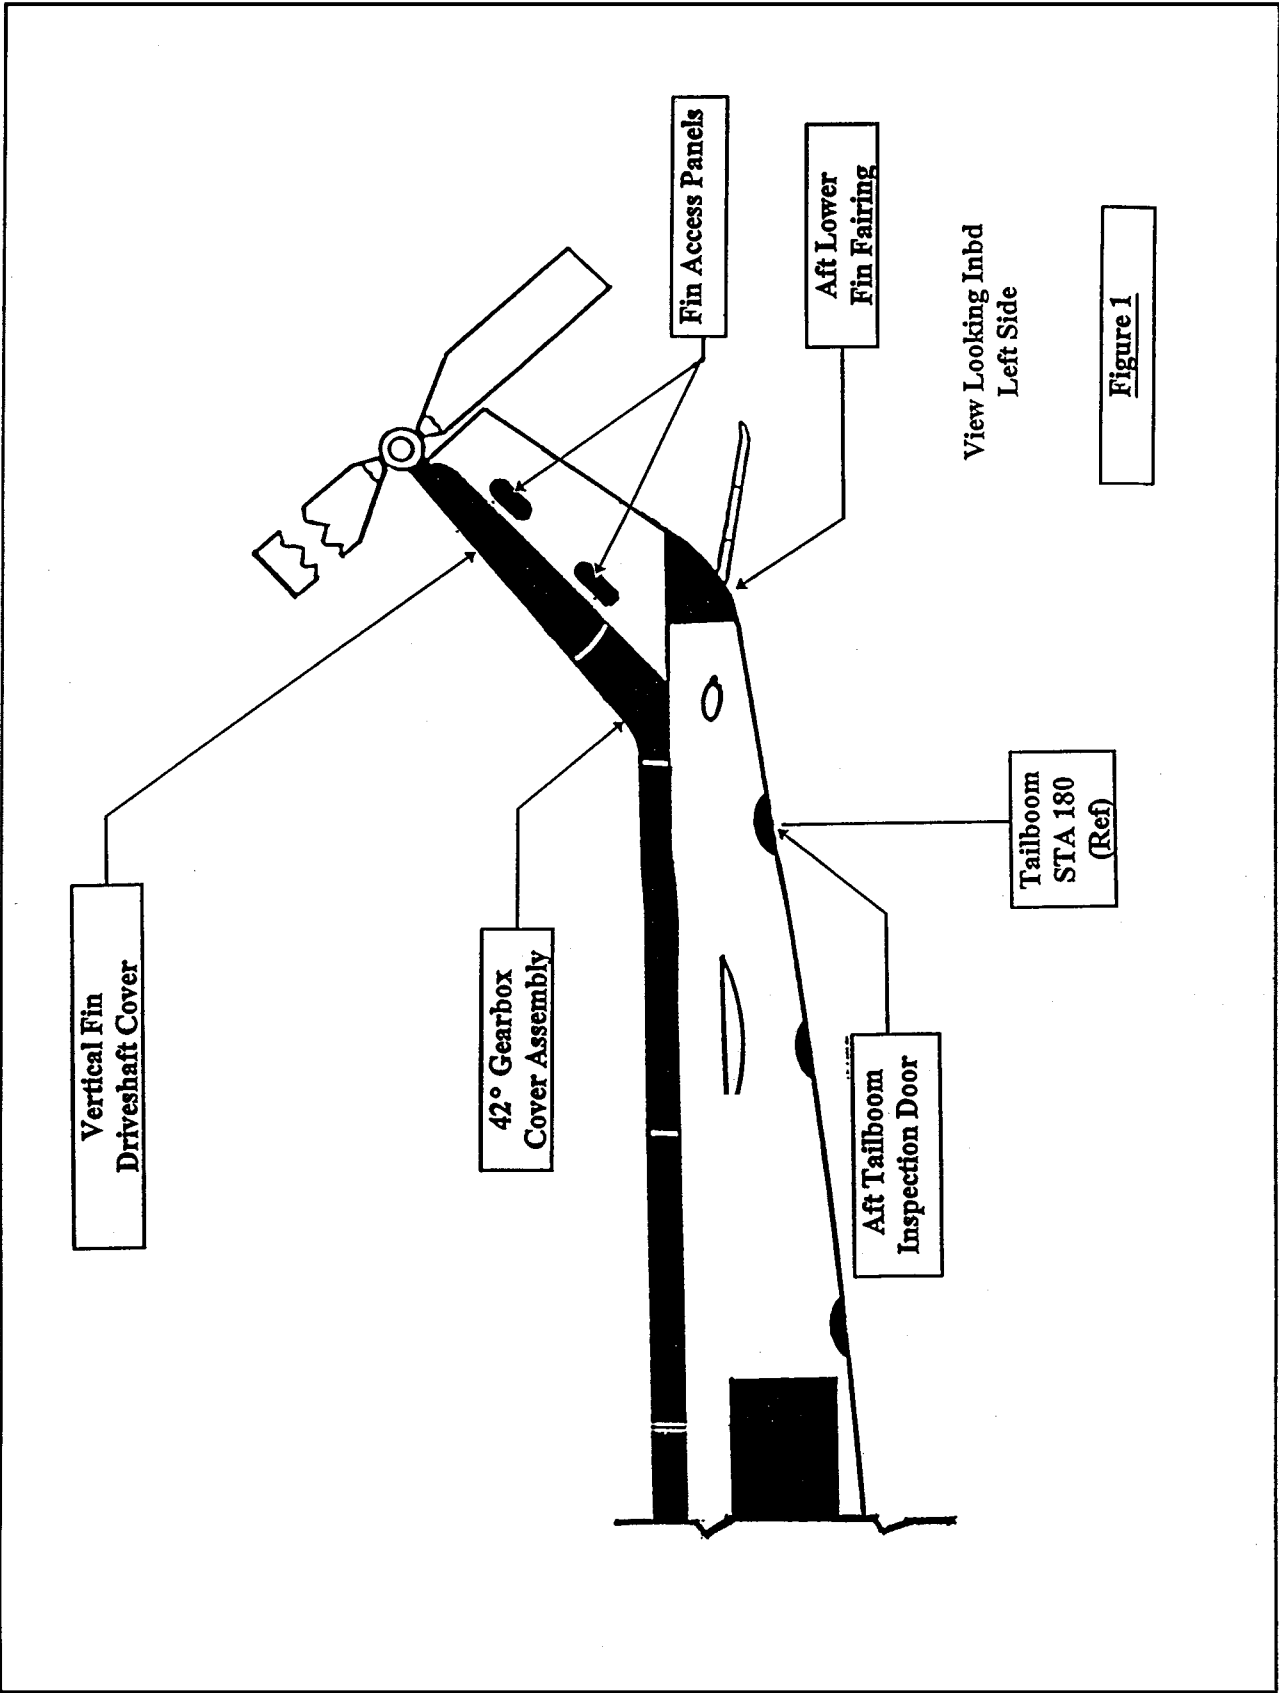 Vertical Fin
Driveshaft Cover
42° Gearbox
Cover Assembly
Fin Access Panels
Aft Lower
Fin Fairing
Aft Tailboom
Inspection Door
Tailboom
STA 180
(Ref)
View Looking Inbd
Left Side
Figure 1